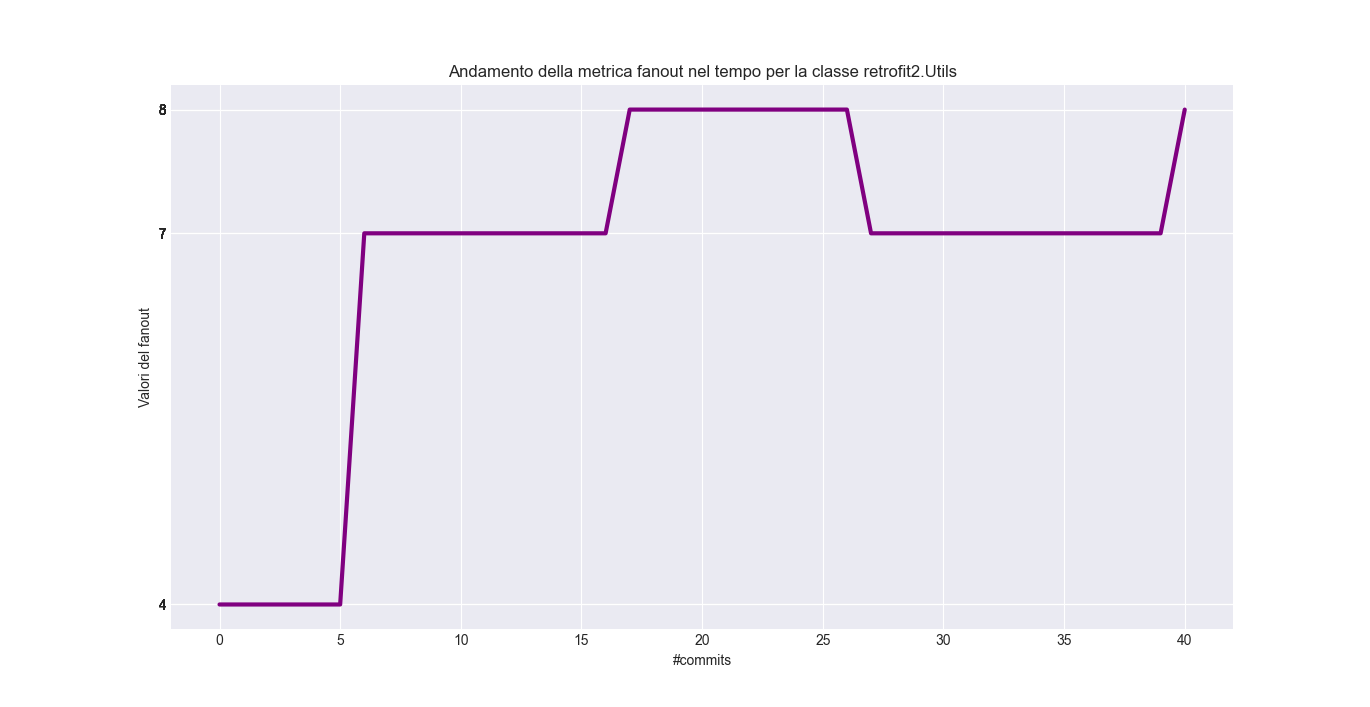 Andamento della metrica fanout nel tempo per la classe retrofit2.Utils
8
7
4
Valori del fanout
0 5 10 15 20 25 30 35 40
#commits